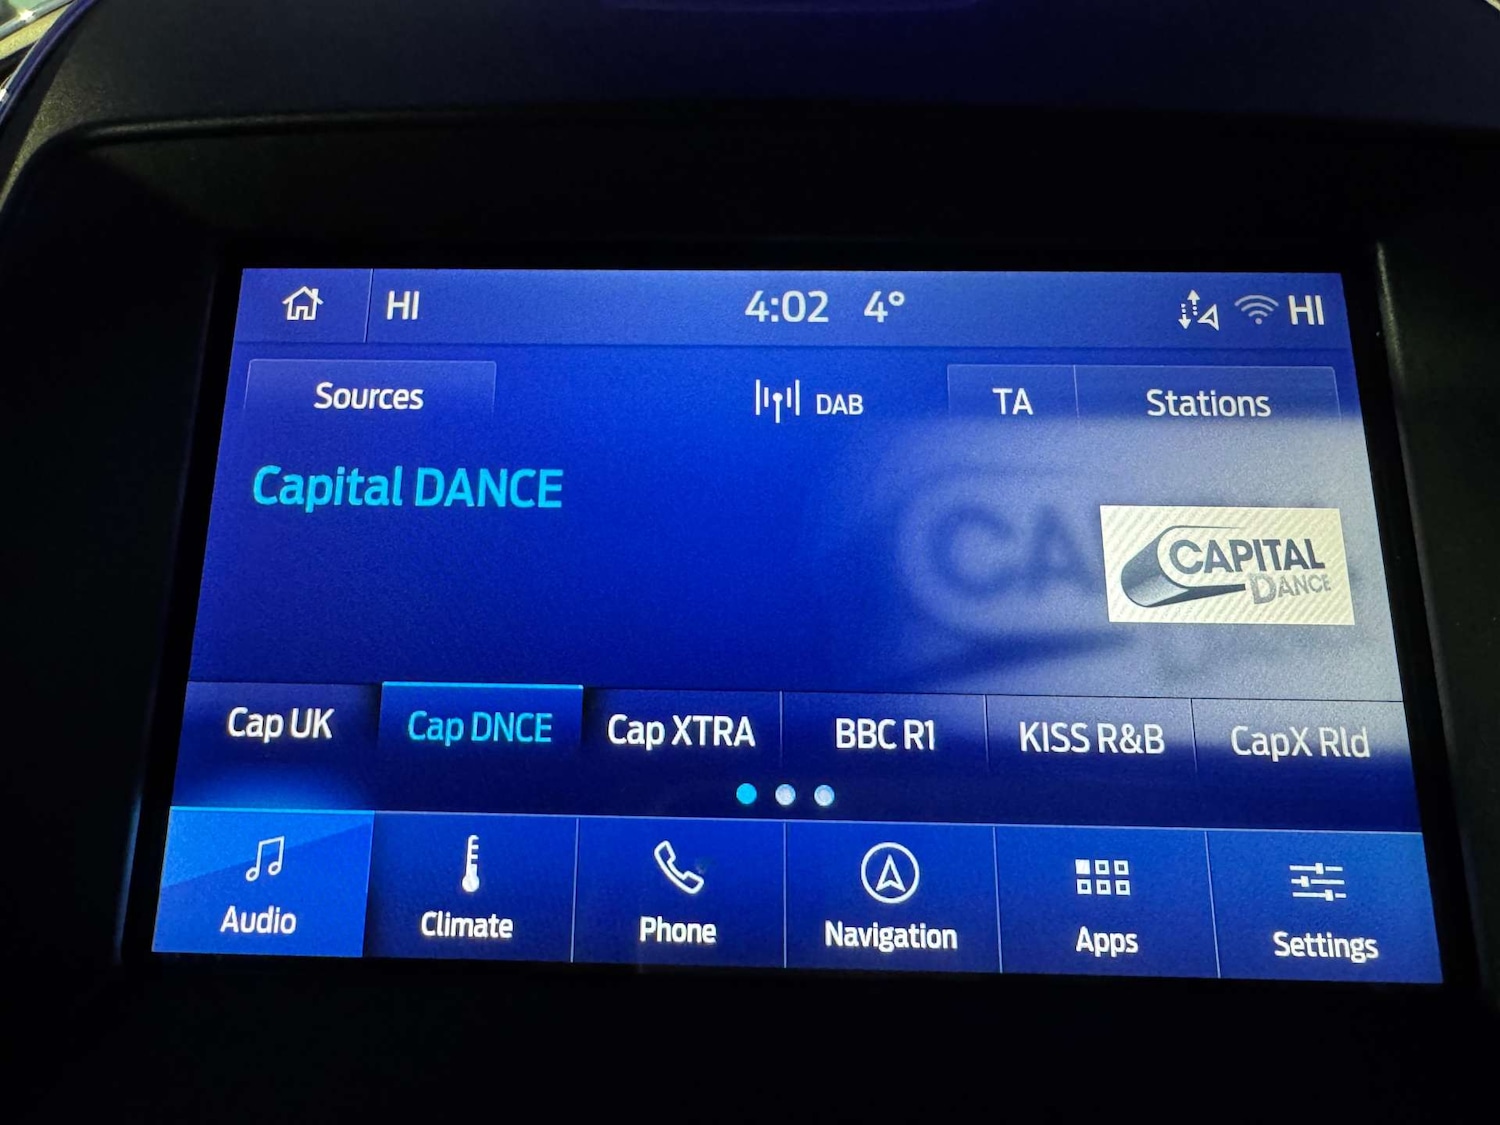 HI 4:02 4° HI
Sources DAB TA Stations
Capital DANCE
CA
CAPITAL
DANCE
Cap UK Cap DNCE Cap XTRA BBC R1 KISS R&B CapX Rld
Audio Climate Phone Navigation Apps Settings